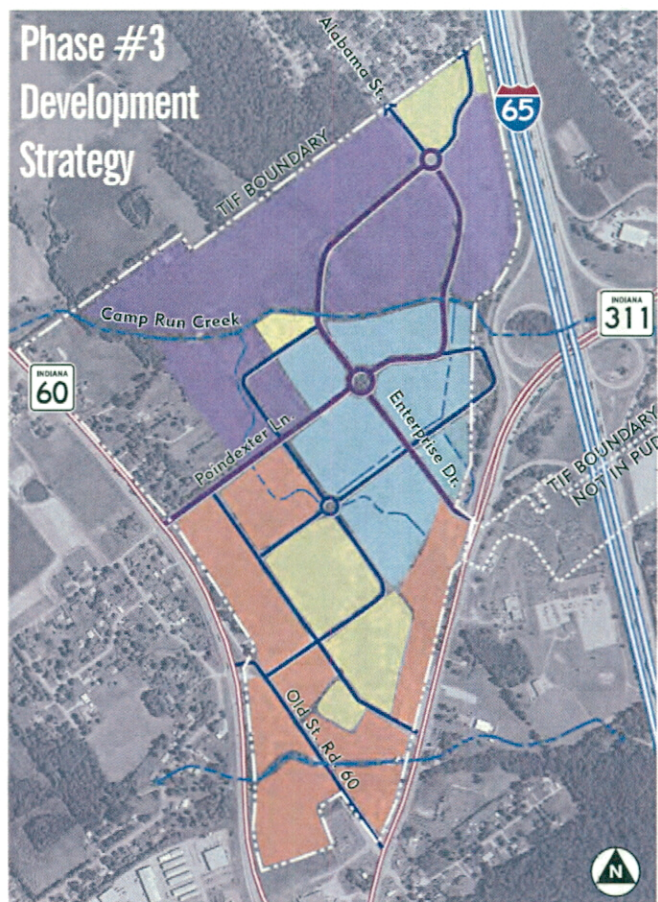 Phase #3
Development
Strategy
Alabama St.
65
TIF BOUNDARY
Camp Run Creek
INDIANA
311
INDIANA
60
Poindexter Ln.
Enterprise Dr.
TIF BOUNDARY
NOT IN PUD
Old St. Rd. 60
N